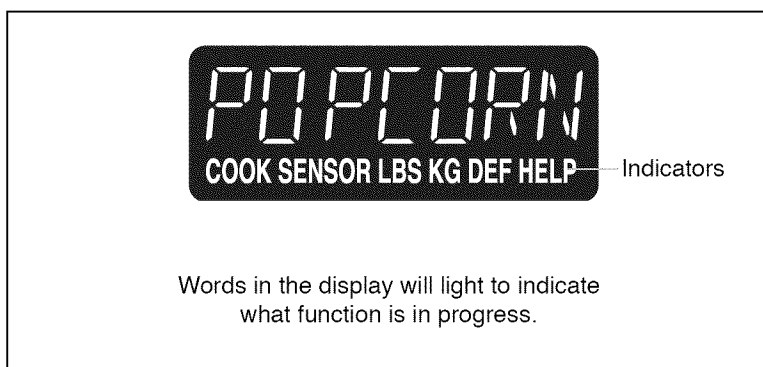 POPCORN
COOK SENSOR LBS KG DEF HELP
Indicators
Words in the display will light to indicate
what function is in progress.